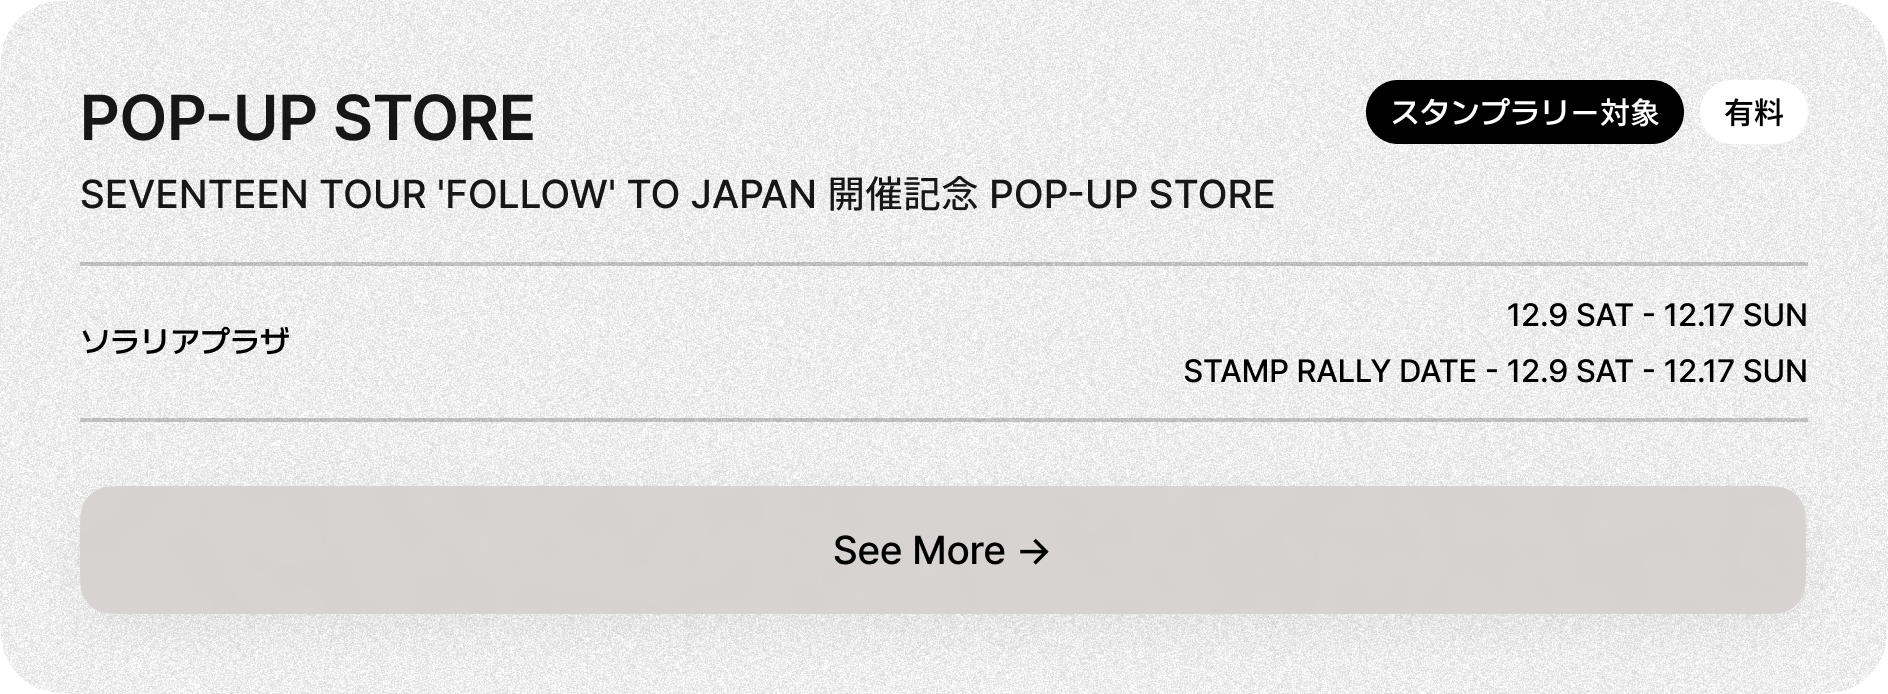 POP-UP STORE
スタンプラリー対象
有料
SEVENTEEN TOUR 'FOLLOW' TO JAPAN 開催記念 POP-UP STORE
ソラリアプラザ
12.9 SAT - 12.17 SUN
STAMP RALLY DATE - 12.9 SAT - 12.17 SUN
See More →